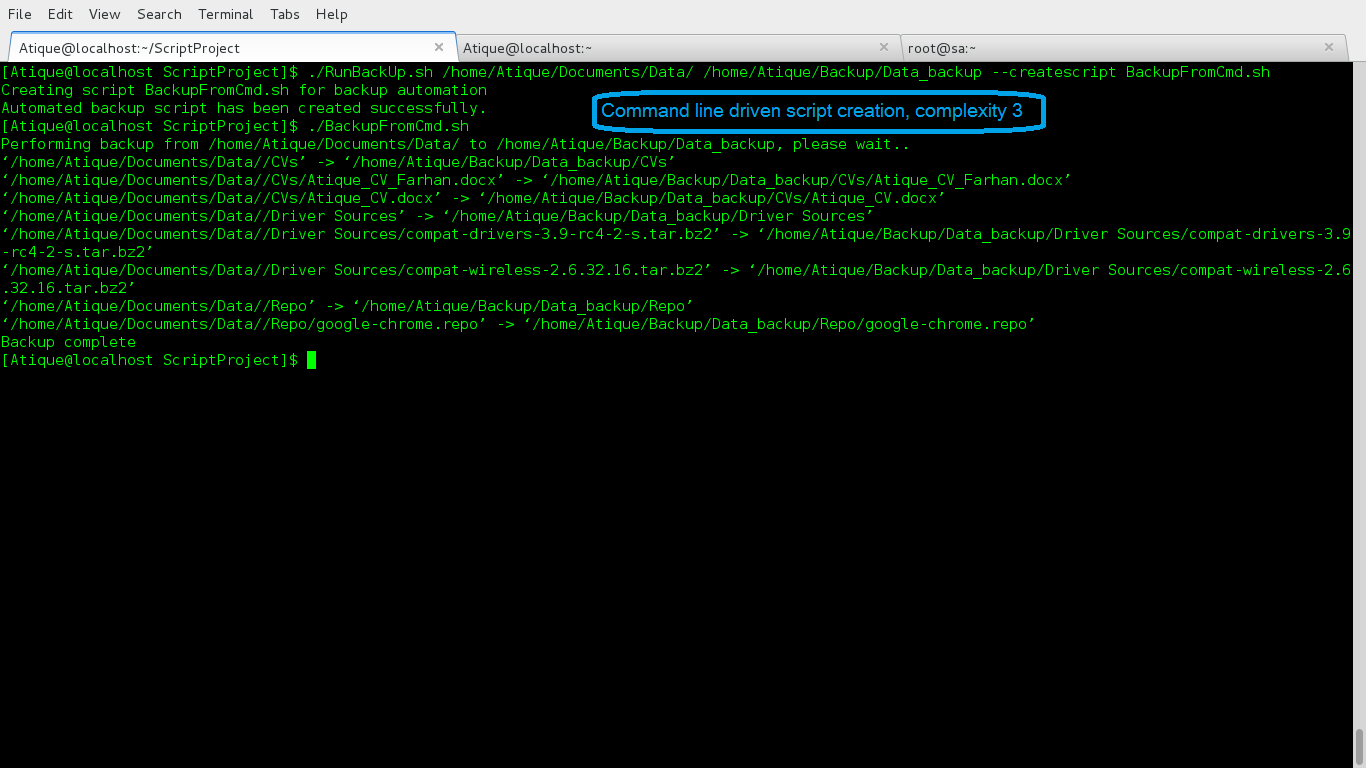 File Edit View Search Terminal Tabs Help
Atique@localhost:~/ScriptProject × Atique@localhost:~ × root@sa:~ ×
[Atique@localhost ScriptProject]$ ./RunBackUp.sh /home/Atique/Documents/Data/ /home/Atique/Backup/Data_backup --createscript BackupFromCmd.sh
Creating script BackupFromCmd.sh for backup automation
Automated backup script has been created successfully.
Command line driven script creation, complexity 3
[Atique@localhost ScriptProject]$ ./BackupFromCmd.sh
Performing backup from /home/Atique/Documents/Data/ to /home/Atique/Backup/Data_backup, please wait..
‘/home/Atique/Documents/Data//CVs’ -> ‘/home/Atique/Backup/Data_backup/CVs’
‘/home/Atique/Documents/Data//CVs/Atique_CV_Farhan.docx’ -> ‘/home/Atique/Backup/Data_backup/CVs/Atique_CV_Farhan.docx’
‘/home/Atique/Documents/Data//CVs/Atique_CV.docx’ -> ‘/home/Atique/Backup/Data_backup/CVs/Atique_CV.docx’
‘/home/Atique/Documents/Data//Driver Sources’ -> ‘/home/Atique/Backup/Data_backup/Driver Sources’
‘/home/Atique/Documents/Data//Driver Sources/compat-drivers-3.9-rc4-2-s.tar.bz2’ -> ‘/home/Atique/Backup/Data_backup/Driver Sources/compat-drivers-3.9
-rc4-2-s.tar.bz2’
‘/home/Atique/Documents/Data//Driver Sources/compat-wireless-2.6.32.16.tar.bz2’ -> ‘/home/Atique/Backup/Data_backup/Driver Sources/compat-wireless-2.6
.32.16.tar.bz2’
‘/home/Atique/Documents/Data//Repo’ -> ‘/home/Atique/Backup/Data_backup/Repo’
‘/home/Atique/Documents/Data//Repo/google-chrome.repo’ -> ‘/home/Atique/Backup/Data_backup/Repo/google-chrome.repo’
Backup complete
[Atique@localhost ScriptProject]$